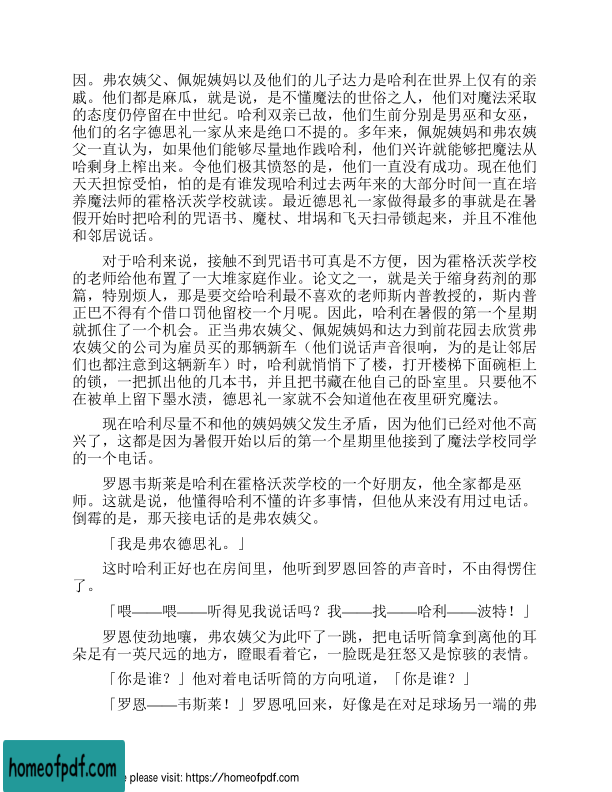 因。弗农姨父、佩妮姨妈以及他们的儿子达力是哈利在世界上仅有的亲
戚。他们都是麻瓜，就是说，是不懂魔法的世俗之人，他们对魔法采取
的态度仍停留在中世纪。哈利双亲已故，他们生前分别是男巫和女巫，
他们的名字德思礼一家从来是绝口不提的。多年来，佩妮姨妈和弗农姨
父一直认为，如果他们能够尽量地作践哈利，他们兴许就能够把魔法从
哈剩身上榨出来。令他们极其愤怒的是，他们一直没有成功。现在他们
天天担惊受怕，怕的是有谁发现哈利过去两年来的大部分时间一直在培
养魔法师的霍格沃茨学校就读。最近德思礼一家做得最多的事就是在暑
假开始时把哈利的咒语书、魔杖、坩埚和飞天扫帚锁起来，并且不准他
和邻居说话。
对于哈利来说，接触不到咒语书可真是不方便，因为霍格沃茨学校
的老师给他布置了一大堆家庭作业。论文之一，就是关于缩身药剂的那
篇，特别烦人，那是要交给哈利最不喜欢的老师斯内普教授的，斯内普
正巴不得有个借口罚他留校一个月呢。因此，哈利在暑假的第一个星期
就抓住了一个机会。正当弗农姨父、佩妮姨妈和达力到前花园去欣赏弗
农姨父的公司为雇员买的那辆新车（他们说话声音很响，为的是让邻居
们也都注意到这辆新车）时，哈利就悄悄下了楼，打开楼梯下面碗柜上
的锁，一把抓出他的几本书，并且把书藏在他自己的卧室里。只要他不
在被单上留下墨水渍，德思礼一家就不会知道他在夜里研究魔法。
现在哈利尽量不和他的姨妈姨父发生矛盾，因为他们已经对他不高
兴了，这都是因为暑假开始以后的第一个星期里他接到了魔法学校同学
的一个电话。
罗恩韦斯莱是哈利在霍格沃茨学校的一个好朋友，他全家都是巫
师。这就是说，他懂得哈利不懂的许多事情，但他从来没有用过电话。
倒霉的是，那天接电话的是弗农姨父。
「我是弗农德思礼。」
这时哈利正好也在房间里，他听到罗恩回答的声音时，不由得愣住
了。
「喂——喂——听得见我说话吗？我——找——哈利——波特！」
罗恩使劲地嚷，弗农姨父为此吓了一跳，把电话听筒拿到离他的耳
朵足有一英尺远的地方，瞪眼看着它，一脸既是狂怒又是惊骇的表情。
「你是谁？」他对着电话听筒的方向吼道，「你是谁？」
「罗恩——韦斯莱！」罗恩吼回来，好像是在对足球场另一端的弗
homeofpdf.com
e please visit: https://homeofpdf.com